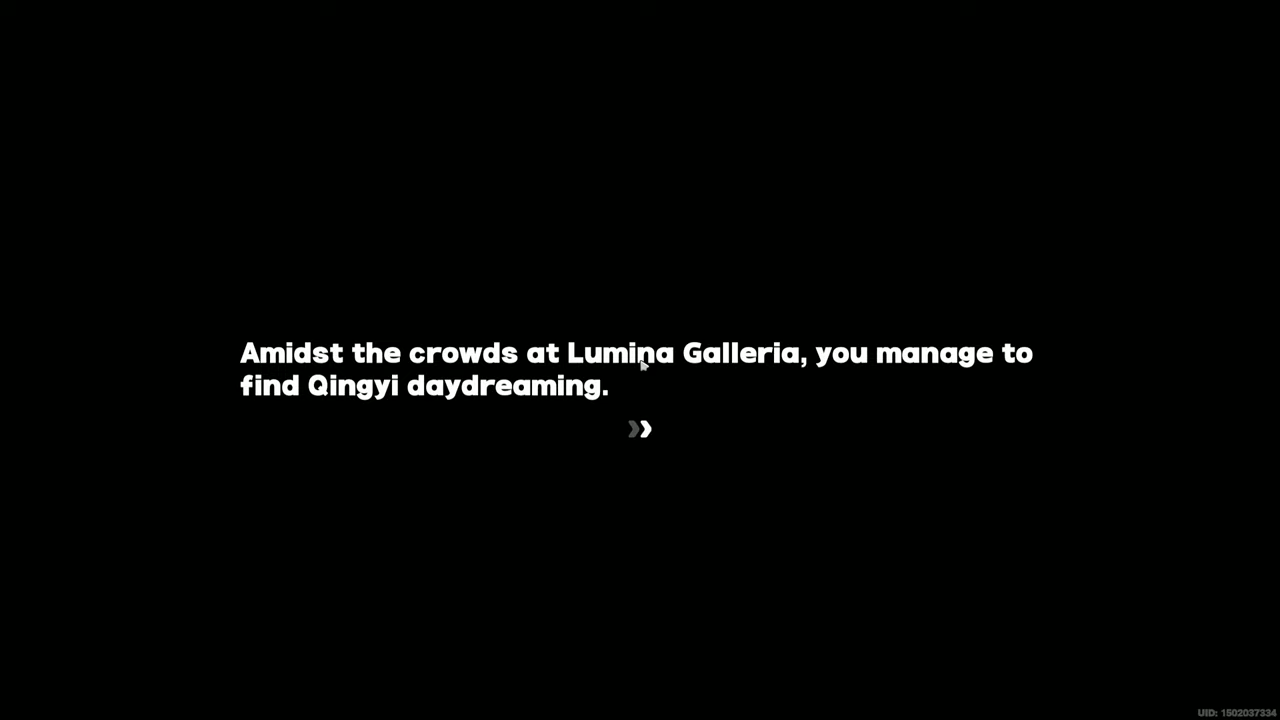 Amidst the crowds at Lumina Galleria, you manage to
find Qingyi daydreaming.
UID: 1502037334